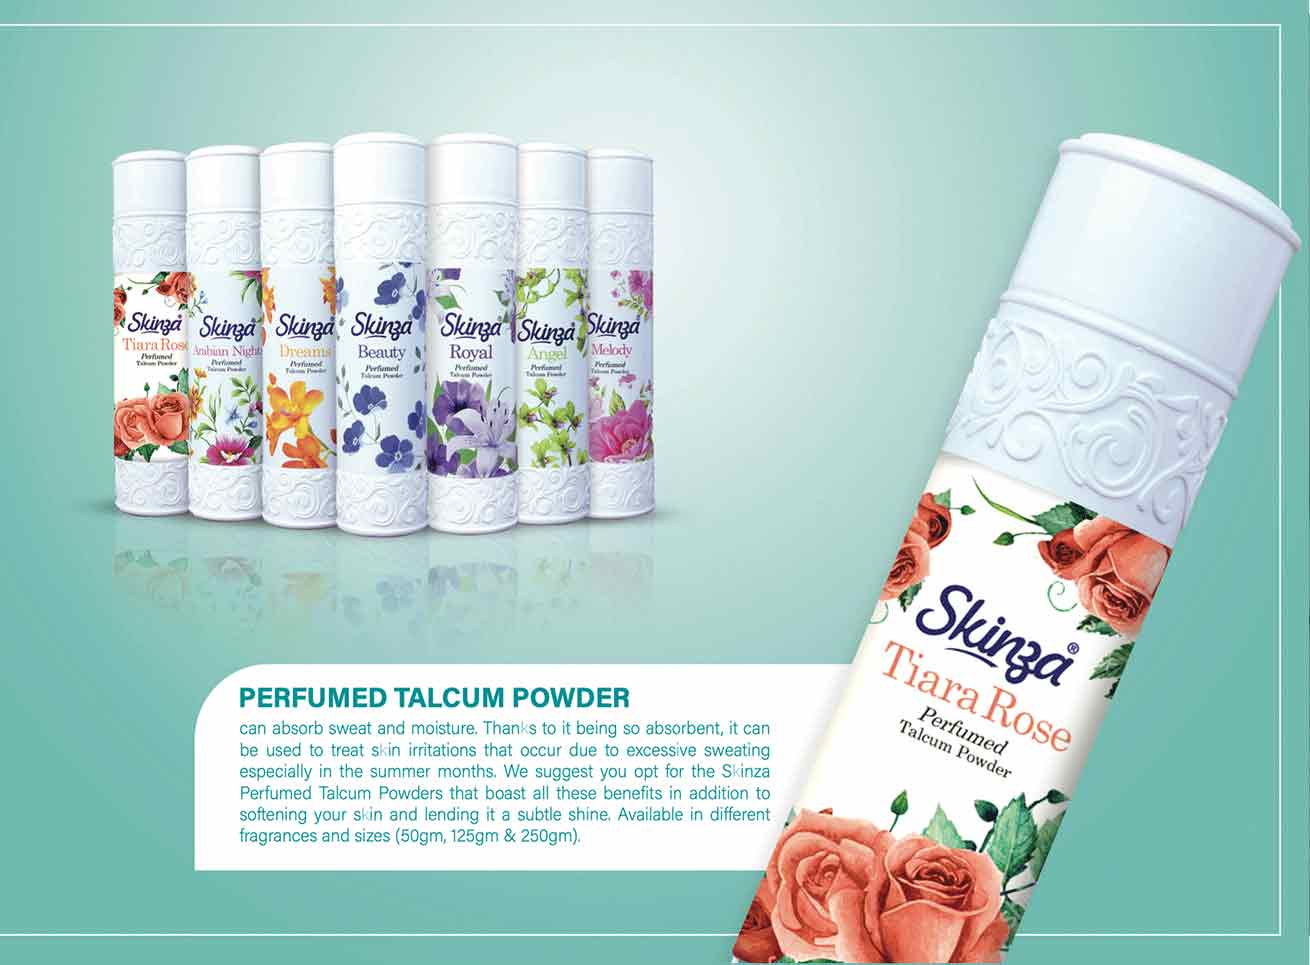 Skinza
Tiara Rose
Perfumed
Talcum Powder
Skinza
Arabian Night
Perfumed
Talcum Powder
Skinza
Dreams
Perfumed
Talcum Powder
Skinza
Beauty
Perfumed
Talcum Powder
Skinza
Royal
Perfumed
Talcum Powder
Skinza
Angel
Perfumed
Talcum Powder
Skinza
Melody
Perfumed
Talcum Powder
PERFUMED TALCUM POWDER
can absorb sweat and moisture. Thanks to it being so absorbent, it can
be used to treat skin irritations that occur due to excessive sweating
especially in the summer months. We suggest you opt for the Skinza
Perfumed Talcum Powders that boast all these benefits in addition to
softening your skin and lending it a subtle shine. Available in different
fragrances and sizes (50gm, 125gm & 250gm).
Skinza®
Tiara Rose
Perfumed
Talcum Powder